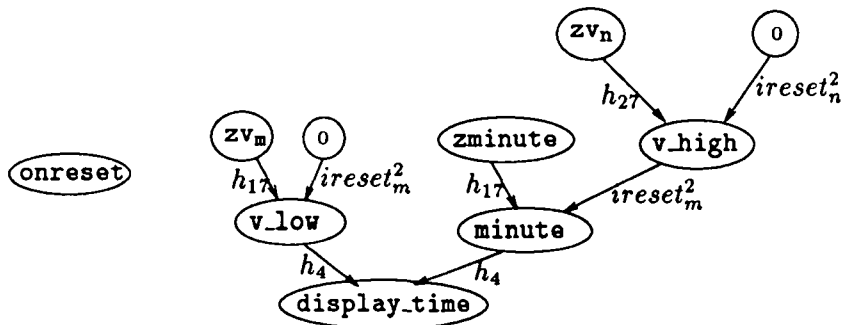 zv_n 0
h_27 ireset_n^2
zv_m 0 zminute v_high
onreset
h_17 ireset_m^2 h_17 ireset_m^2
v_low minute
h_4 h_4
display_time